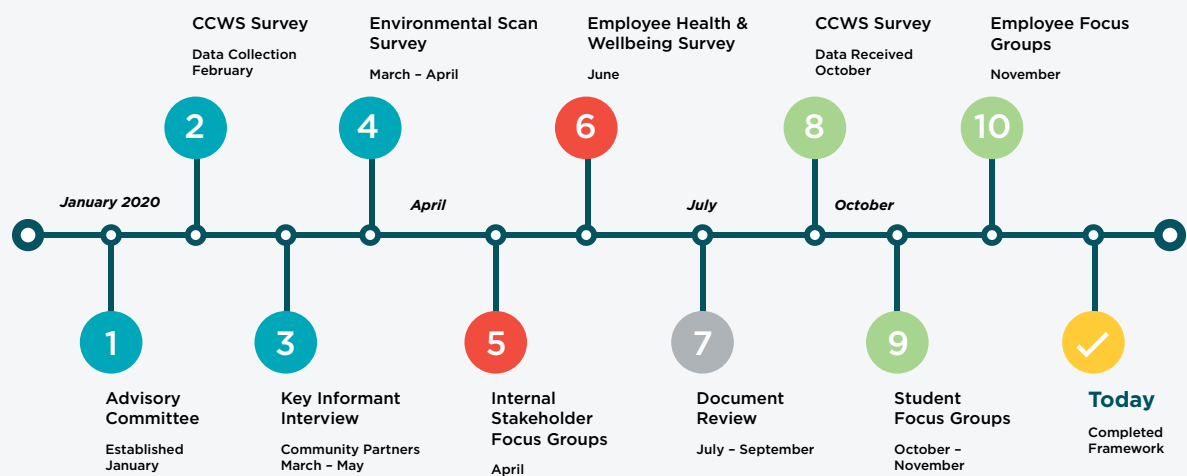 CCWS Survey
Data Collection
February
Environmental Scan
Survey
March – April
Employee Health &
Wellbeing Survey
June
CCWS Survey
Data Received
October
Employee Focus
Groups
November
2
4
6
8
10
January 2020
April
July
October
1
3
5
7
9
Advisory
Committee
Established
January
Key Informant
Interview
Community Partners
March – May
Internal
Stakeholder
Focus Groups
April
Document
Review
July – September
Student
Focus Groups
October –
November
Today
Completed
Framework